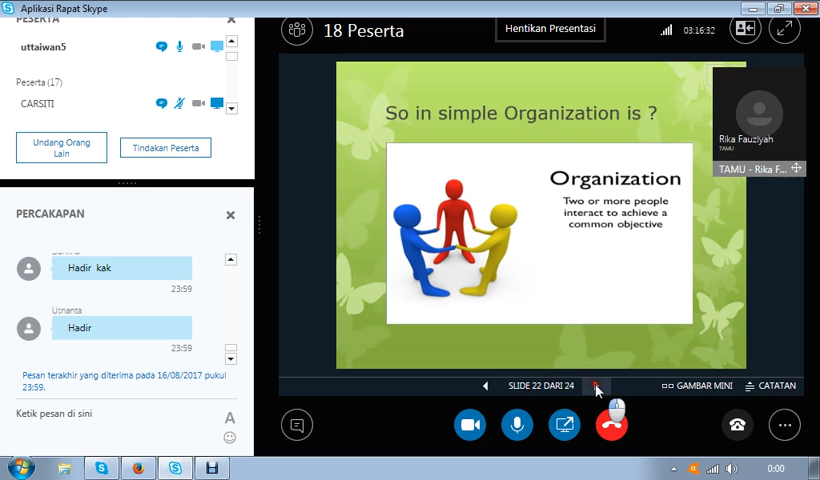 Aplikasi Rapat Skype
PESERTA
uttaiwan5
Peserta (17)
CARSITI
Undang Orang
Lain
Tindakan Peserta
PERCAKAPAN
Hadir kak
23:59
Usnanta
Hadir
23:59
Pesan terakhir yang diterima pada 16/08/2017 pukul
23:59.
Ketik pesan di sini
A
18 Peserta
Hentikan Presentasi
03:16:32
So in simple Organization is ?
Organization
Two or more people
interact to achieve a
common objective
Rika Fauziyah
TAMU
TAMU - Rika F...
SLIDE 22 DARI 24
GAMBAR MINI
CATATAN
0:00